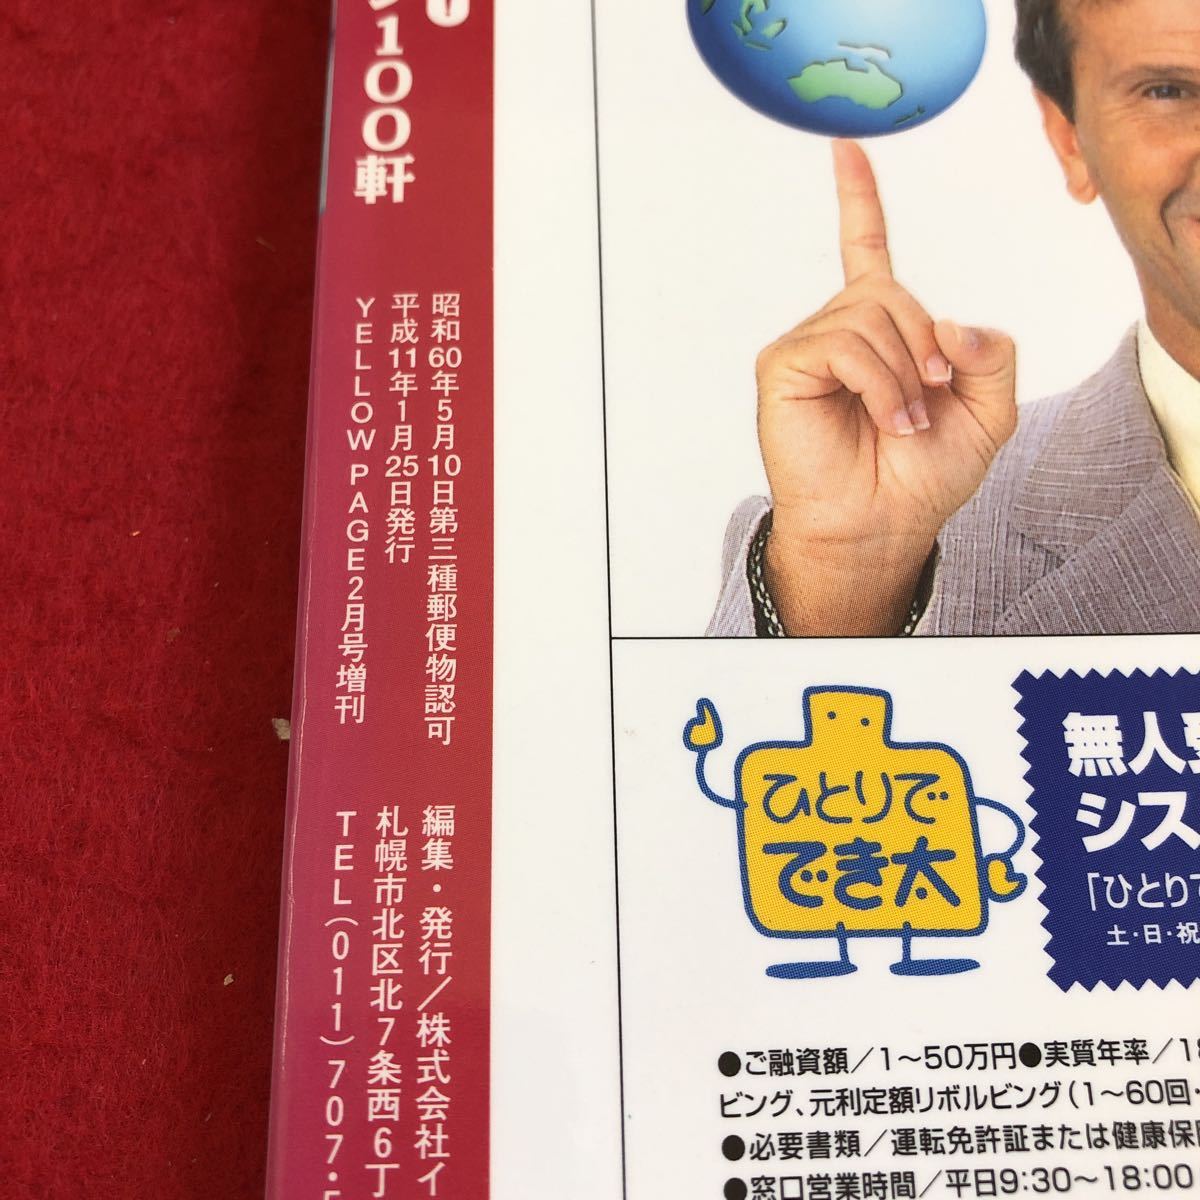 100軒
昭和60年5月10日第三種郵便物認可
平成11年1月25日発行
YELLOW PAGE2月号増刊
編集・発行／株式会社イ
札幌市北区北7条西6丁
TEL(011)707・5
ひとりで
でき太
無人
シス
「ひとりで
土・日・祝
●ご融資額／1〜50万円●実質年率／18
ビング、元利定額リボルビング(1〜60回・
●必要書類／運転免許証または健康保険
●窓口営業時間／平日9:30〜18:00